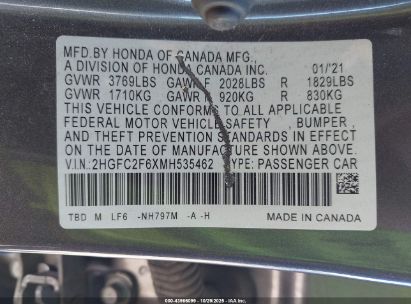 MFD.BY HONDA OF CANADA MFG.,
A DIVISION OF HONDA CANADA INC. 01/'21
GVWR 3769LBS GAWR F 2028LBS R 1829LBS
GVWR 1710KG GAWR F 920KG R 830KG
THIS VEHICLE CONFORMS TO ALL APPLICABLE
FEDERAL MOTOR VEHICLE SAFETY, BUMPER,
AND THEFT PREVENTION STANDARDS IN EFFECT
ON THE DATE OF MANUFACTURE SHOWN ABOVE.
V.I.N:2HGFC2F6XMH535462 TYPE: PASSENGER CAR
TBD M LF6 -NH797M -A -H MADE IN CANADA